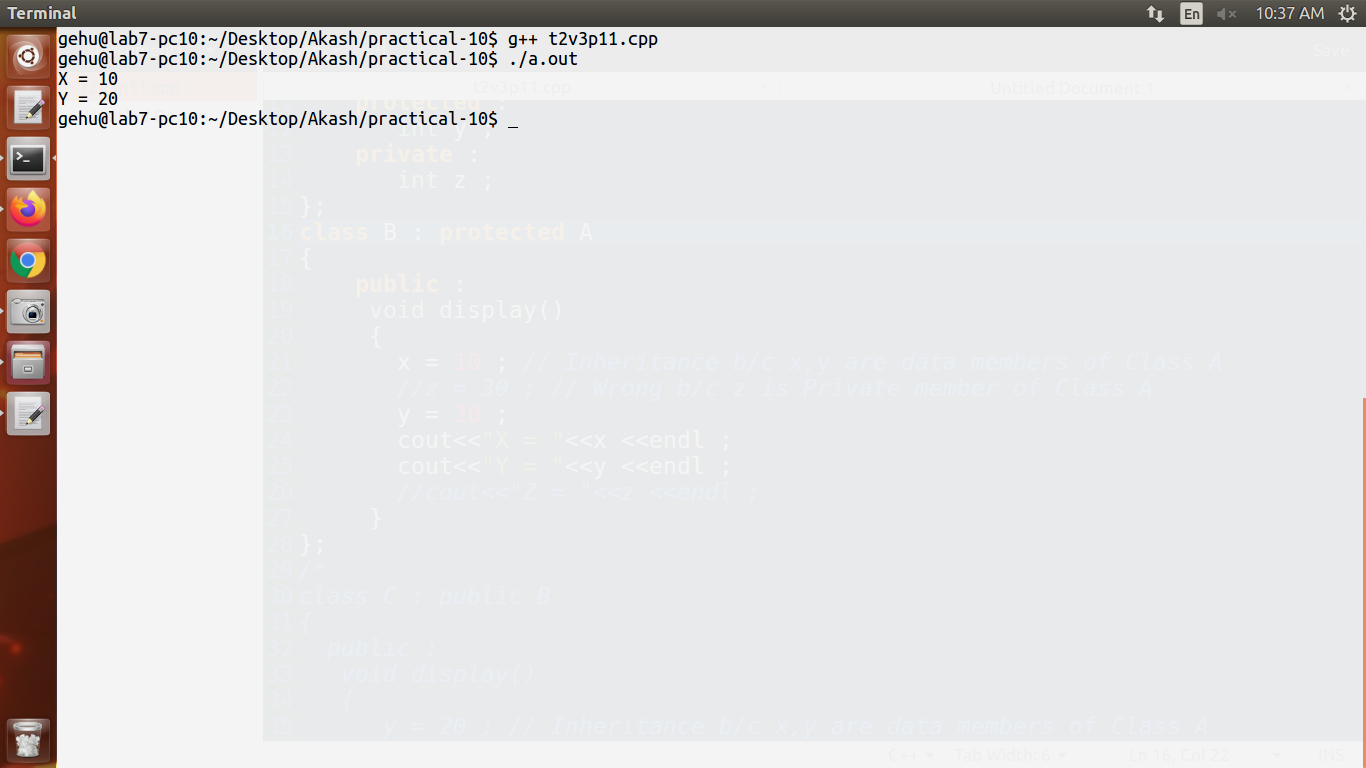 Terminal
En
10:37 AM
gehu@lab7-pc10:~/Desktop/Akash/practical-10$ g++ t2v3p11.cpp
gehu@lab7-pc10:~/Desktop/Akash/practical-10$ ./a.out
X = 10
Y = 20
gehu@lab7-pc10:~/Desktop/Akash/practical-10$ _
Save
t2v3p11.cpp
Untitled Document 1
protected :
int y ;
13 private :
14 int z ;
15 };
16 class B : protected A
17 {
18 public :
19 void display()
20 {
21 x = 10 ; // Inheritance b/c x,y are data members of Class A
22 //z = 30 ; // Wrong b/c is Private member of Class A
23 y = ;
24 cout<<"X = "<<x <<endl ;
25 cout<<"Y = "<<y <<endl ;
26 //cout<<"Z = "<<z <<endl ;
27 }
28 };
29 /*
30 class C : public B
31 {
32 public :
33 void display()
34 {
y = 20 ; // Inheritance b/c x,y are data members of Class A
C++ Tab Width: 6 Ln 16, Col 22 INS